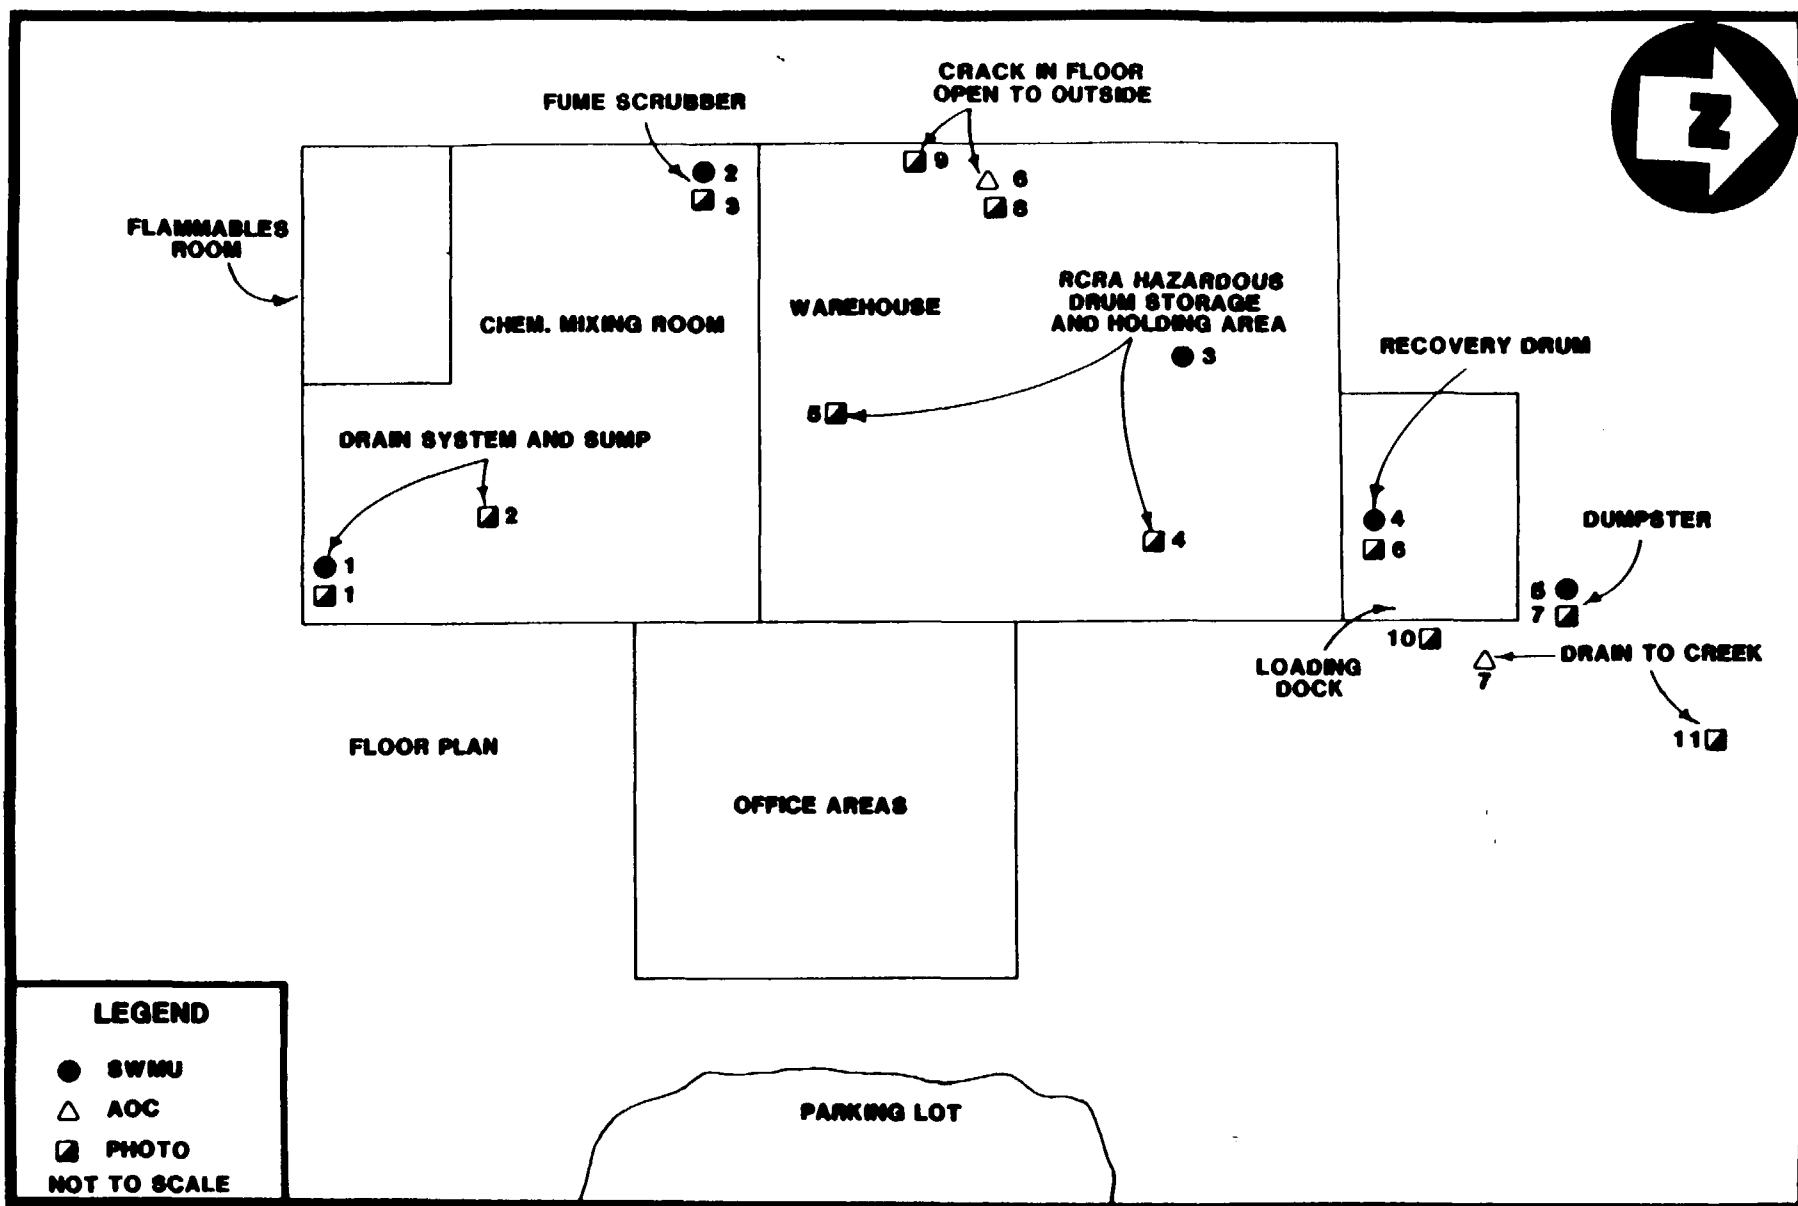 CRACK IN FLOOR
OPEN TO OUTSIDE
FUME SCRUBBER
N
2
3
9
6
8
FLAMMABLES
ROOM
RCRA HAZARDOUS
DRUM STORAGE
AND HOLDING AREA
WAREHOUSE
CHEM. MIXING ROOM
3
RECOVERY DRUM
5
DRAIN SYSTEM AND SUMP
2
4
4
6
DUMPSTER
1
1
5
7
10
LOADING
DOCK
7
DRAIN TO CREEK
11
FLOOR PLAN
OFFICE AREAS
PARKING LOT
LEGEND
SWMU
AOC
PHOTO
NOT TO SCALE